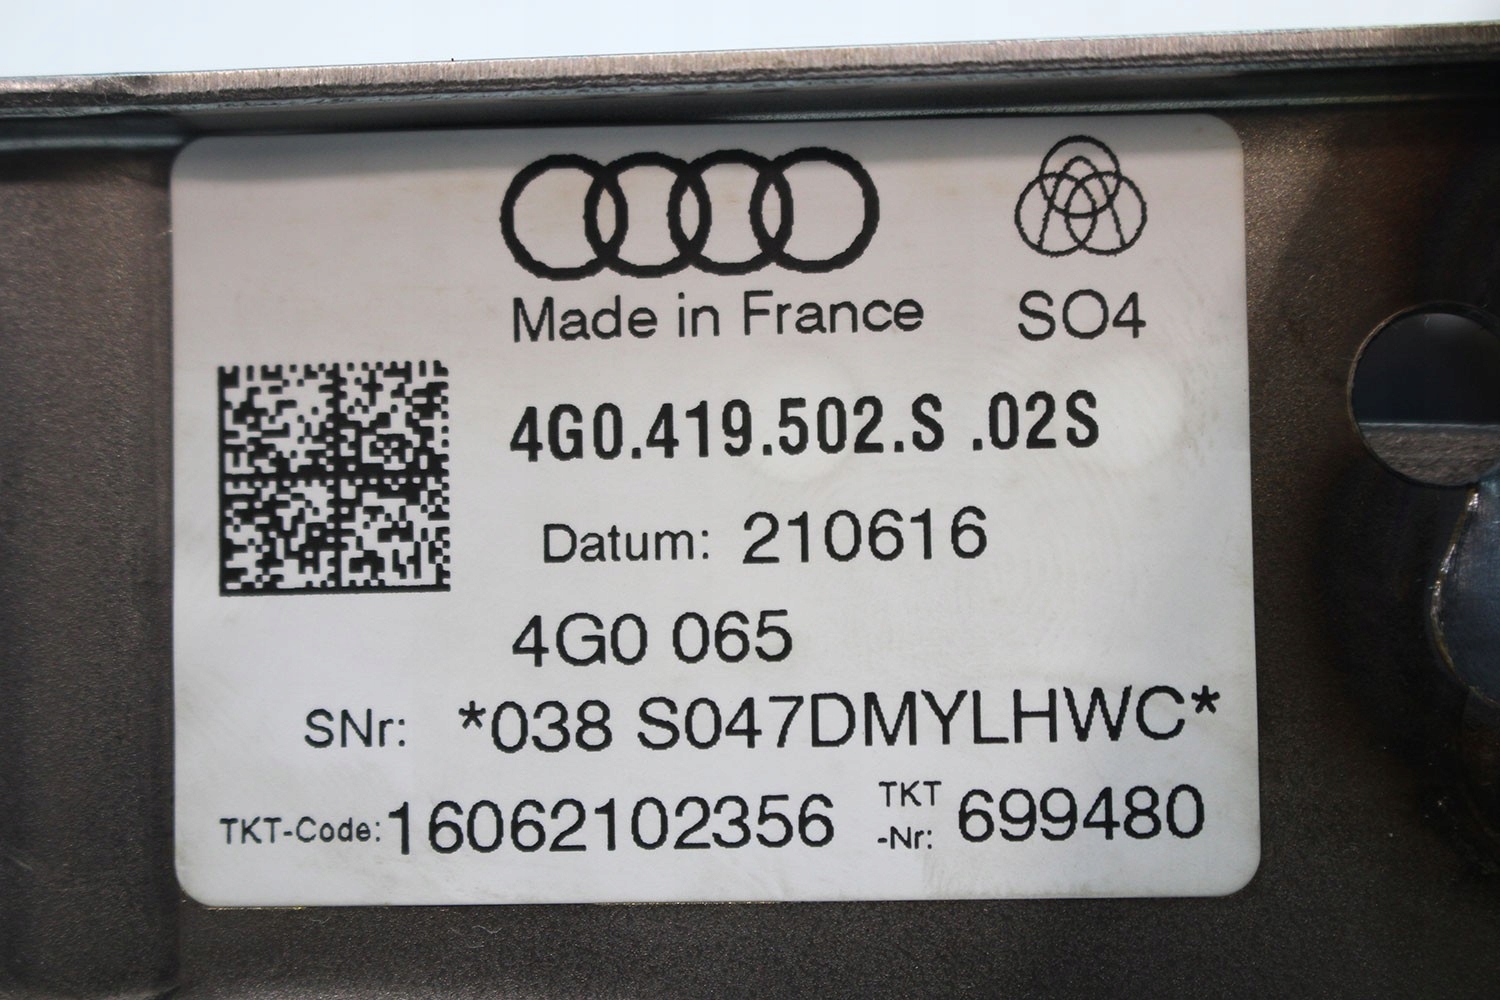 Made in France
SO4
4G0.419.502.S .02S
Datum: 210616
4G0 065
SNr: *038 S047DMYLHWC*
TKT-Code: 16062102356 TKT-Nr: 699480